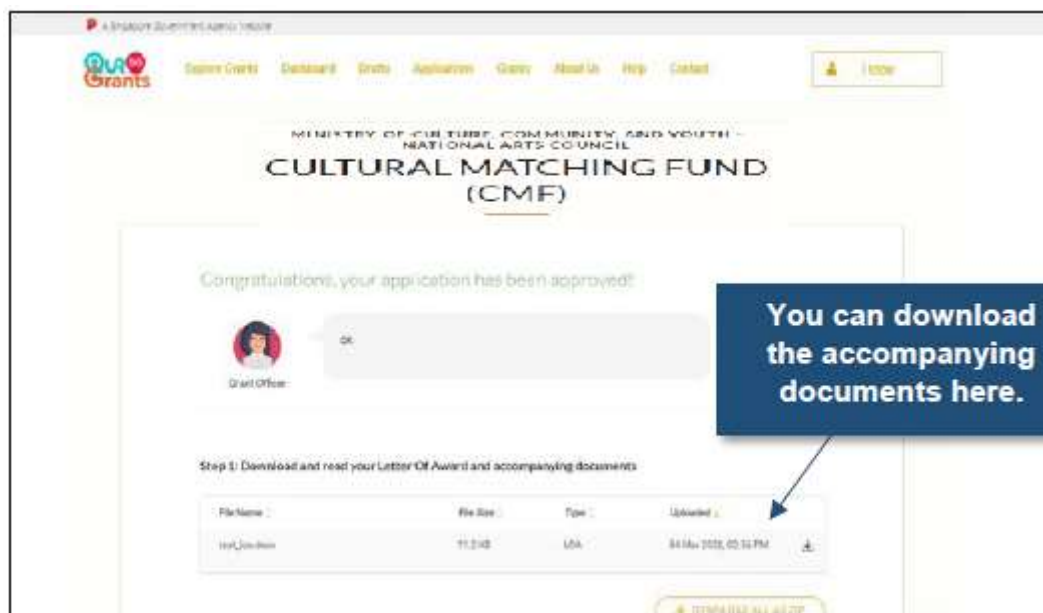 A Singapore Government Agency Website
OUR SG Grants
Explore Grants Dashboard Drafts Applications Grants About Us Help Contact
MINISTRY OF CULTURE, COMMUNITY, AND YOUTH -
NATIONAL ARTS COUNCIL
CULTURAL MATCHING FUND
(CMF)
Congratulations, your application has been approved!
OK
Grant Officer
You can download
the accompanying
documents here.
Step 1: Download and read your Letter Of Award and accompanying documents
File Name File Size Type Uploaded
LOA
DOWNLOAD ALL AS ZIP